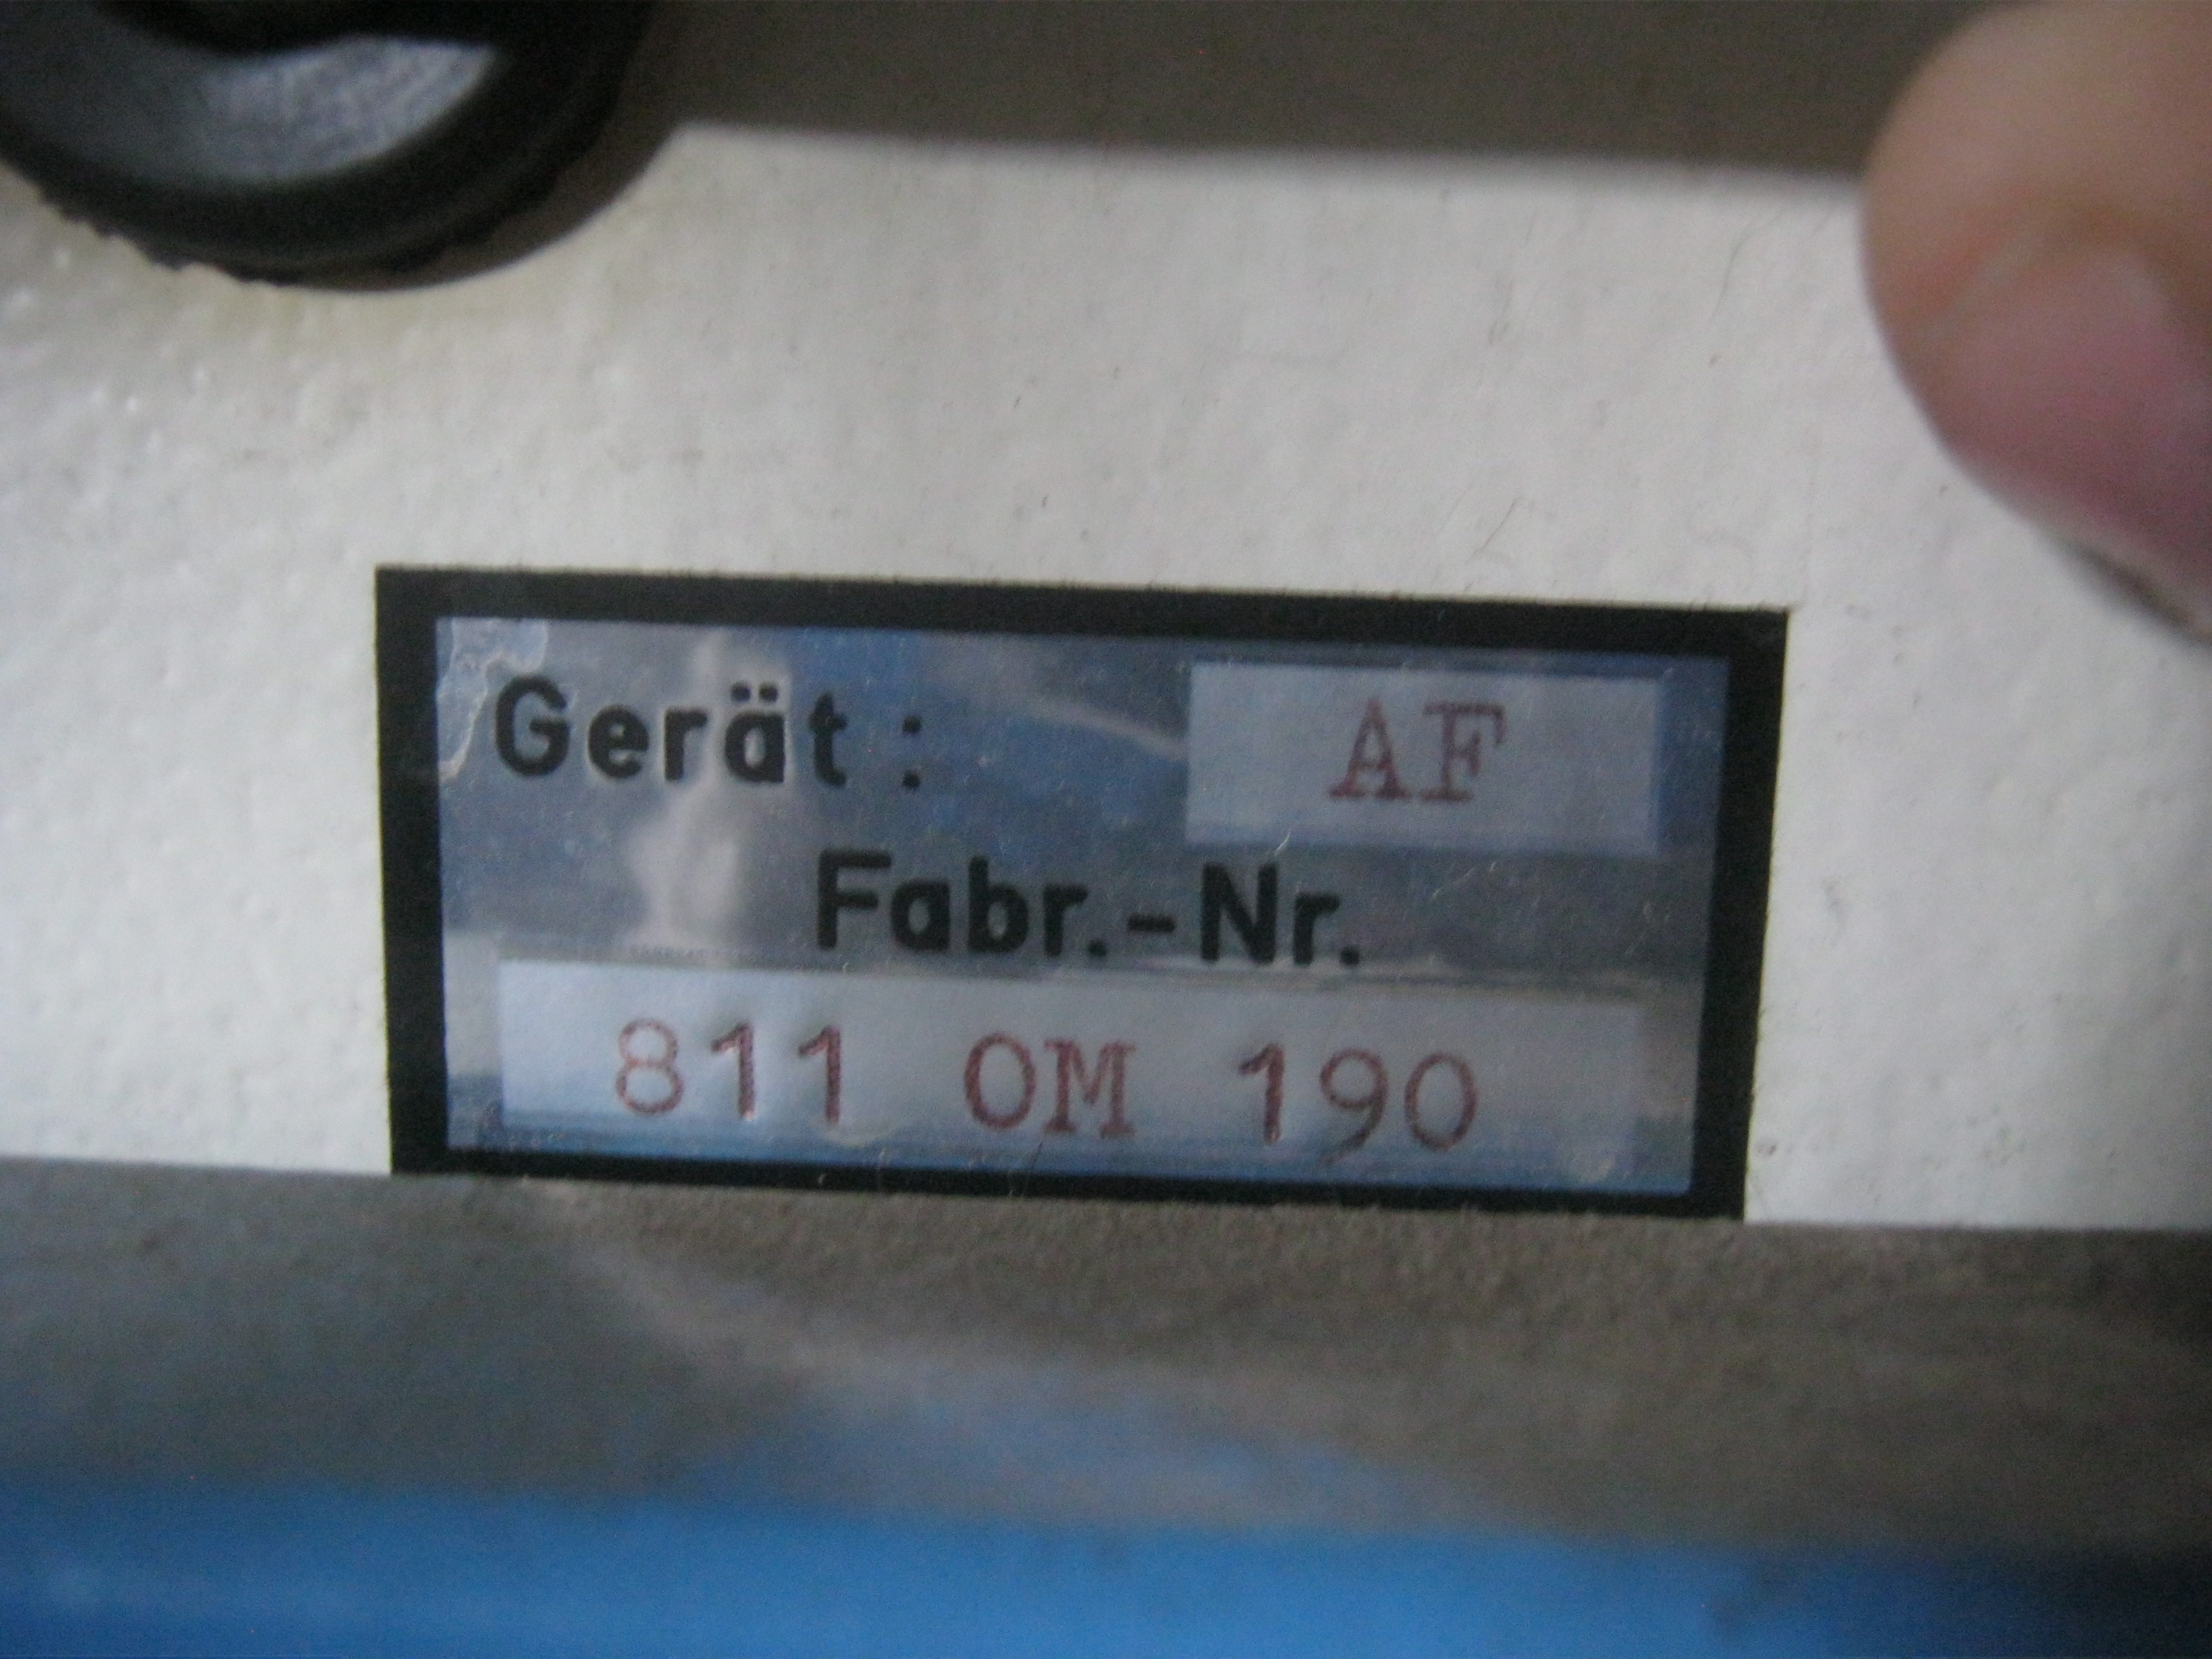 Gerät : AF
Fabr.-Nr.
811 OM 190